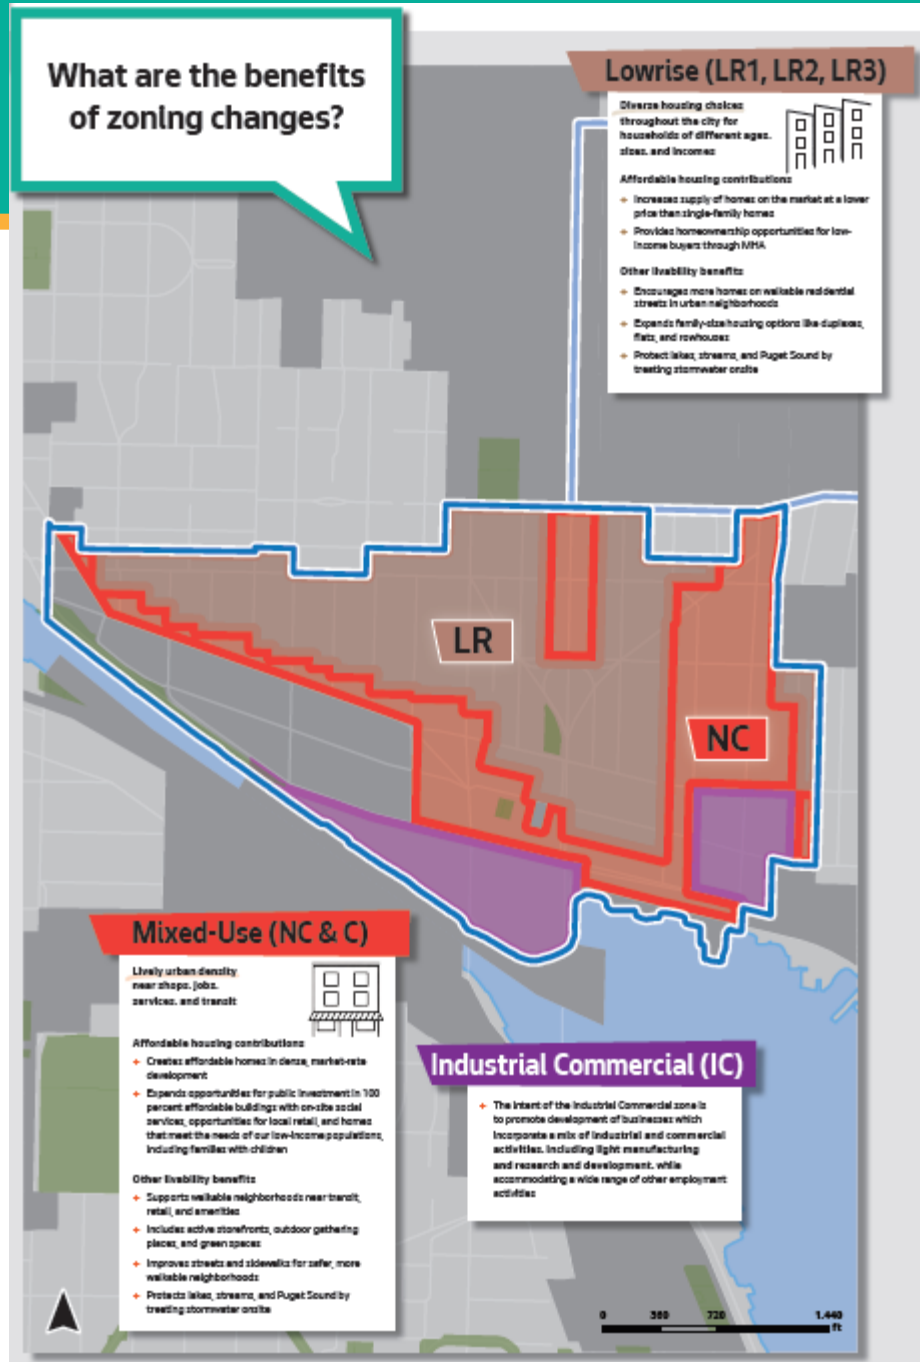 What are the benefits
of zoning changes?
Lowrise (LR1, LR2, LR3)
Diverse housing choices
throughout the city for
households of different ages,
sizes, and incomes
Affordable housing contributions
+ Increases supply of homes on the market at a lower
price than single-family homes
+ Provides homeownership opportunities for low-
income buyers through MHA
Other livability benefits
+ Encourages more homes on walkable residential
streets in urban neighborhoods
+ Expands family-size housing options like duplexes,
flats, and rowhouses
+ Protect lakes, streams, and Puget Sound by
treating stormwater onsite
LR
NC
Mixed-Use (NC & C)
Lively urban density
near shops, jobs,
services, and transit
Affordable housing contributions
+ Creates affordable homes in dense, market-rate
development
+ Expends opportunities for public investment in 100
percent affordable buildings with on-site social
services, opportunities for local retail, and homes
that meet the needs of our low-income populations,
including families with children
Other livability benefits
+ Supports walkable neighborhoods near transit,
retail, and amenities
+ Includes active storefronts, outdoor gathering
places, and green spaces
+ Improves streets and sidewalks for safer, more
walkable neighborhoods
+ Protects lakes, streams, and Puget Sound by
treating stormwater onsite
Industrial Commercial (IC)
+ The intent of the Industrial Commercial zone is
to promote development of businesses which
incorporate a mix of industrial and commercial
activities, including light manufacturing
and research and development, while
accommodating a wide range of other employment
activities
0 360 720 1,440
ft